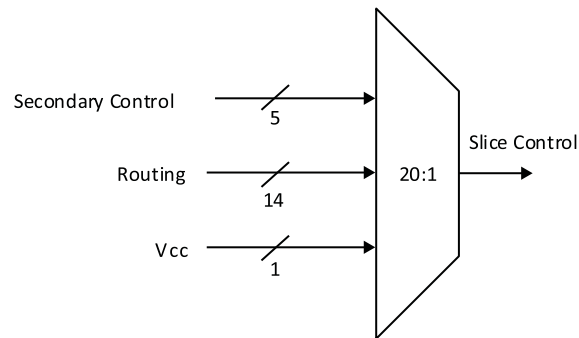 Secondary Control
5
Slice Control
Routing
14
20:1
Vcc
1